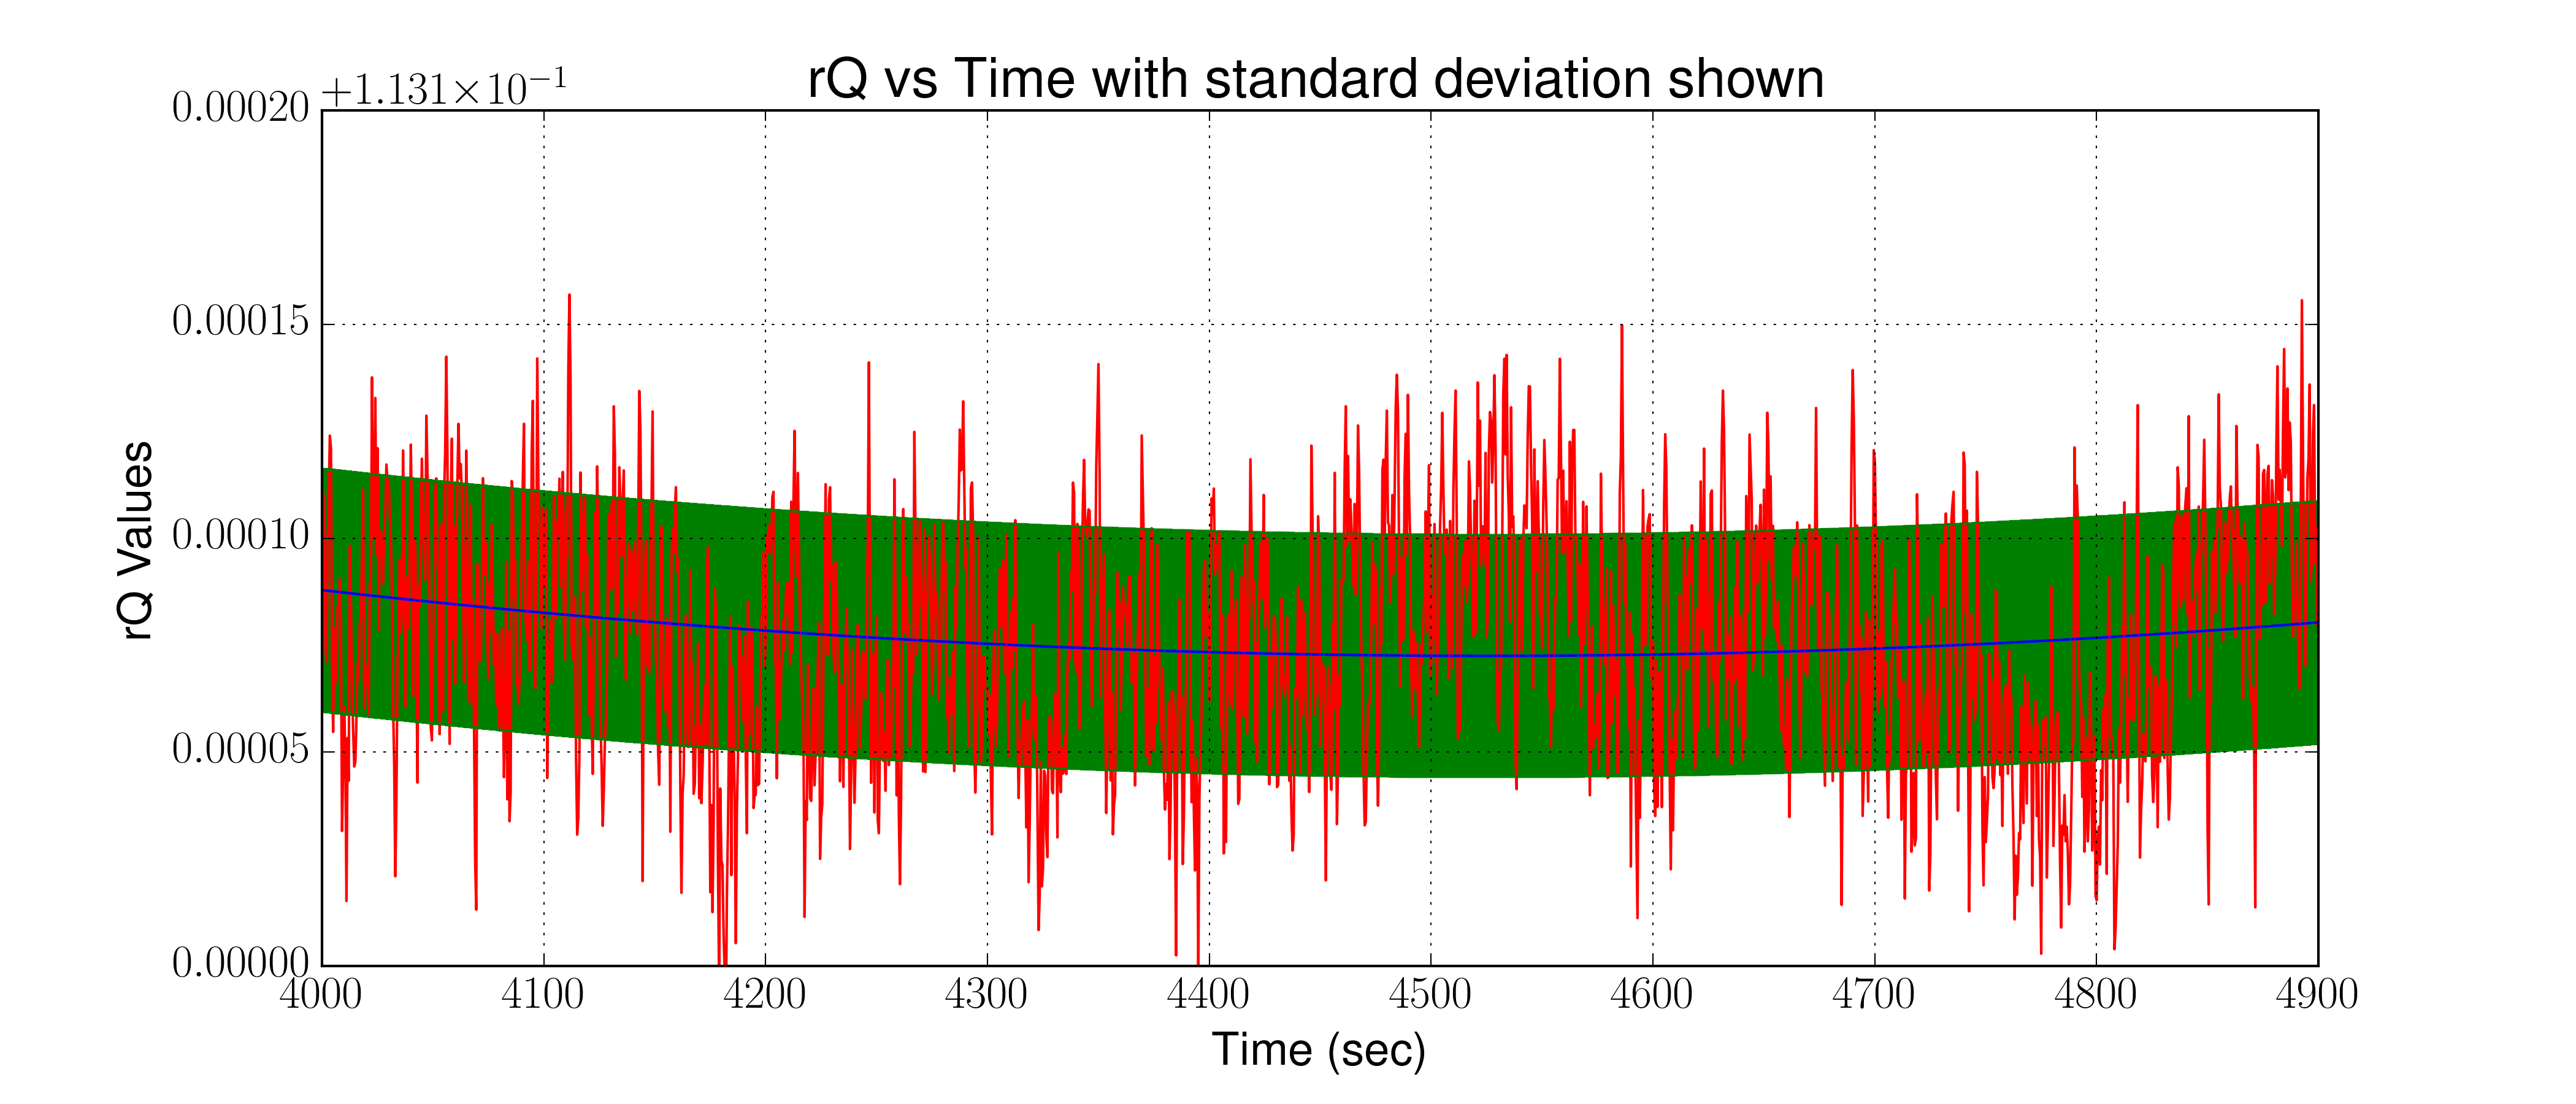 rQ vs Time with standard deviation shown
+1.131×10⁻¹
0.00020
0.00015
0.00010
0.00005
0.00000
rQ Values
4000 4100 4200 4300 4400 4500 4600 4700 4800 4900
Time (sec)